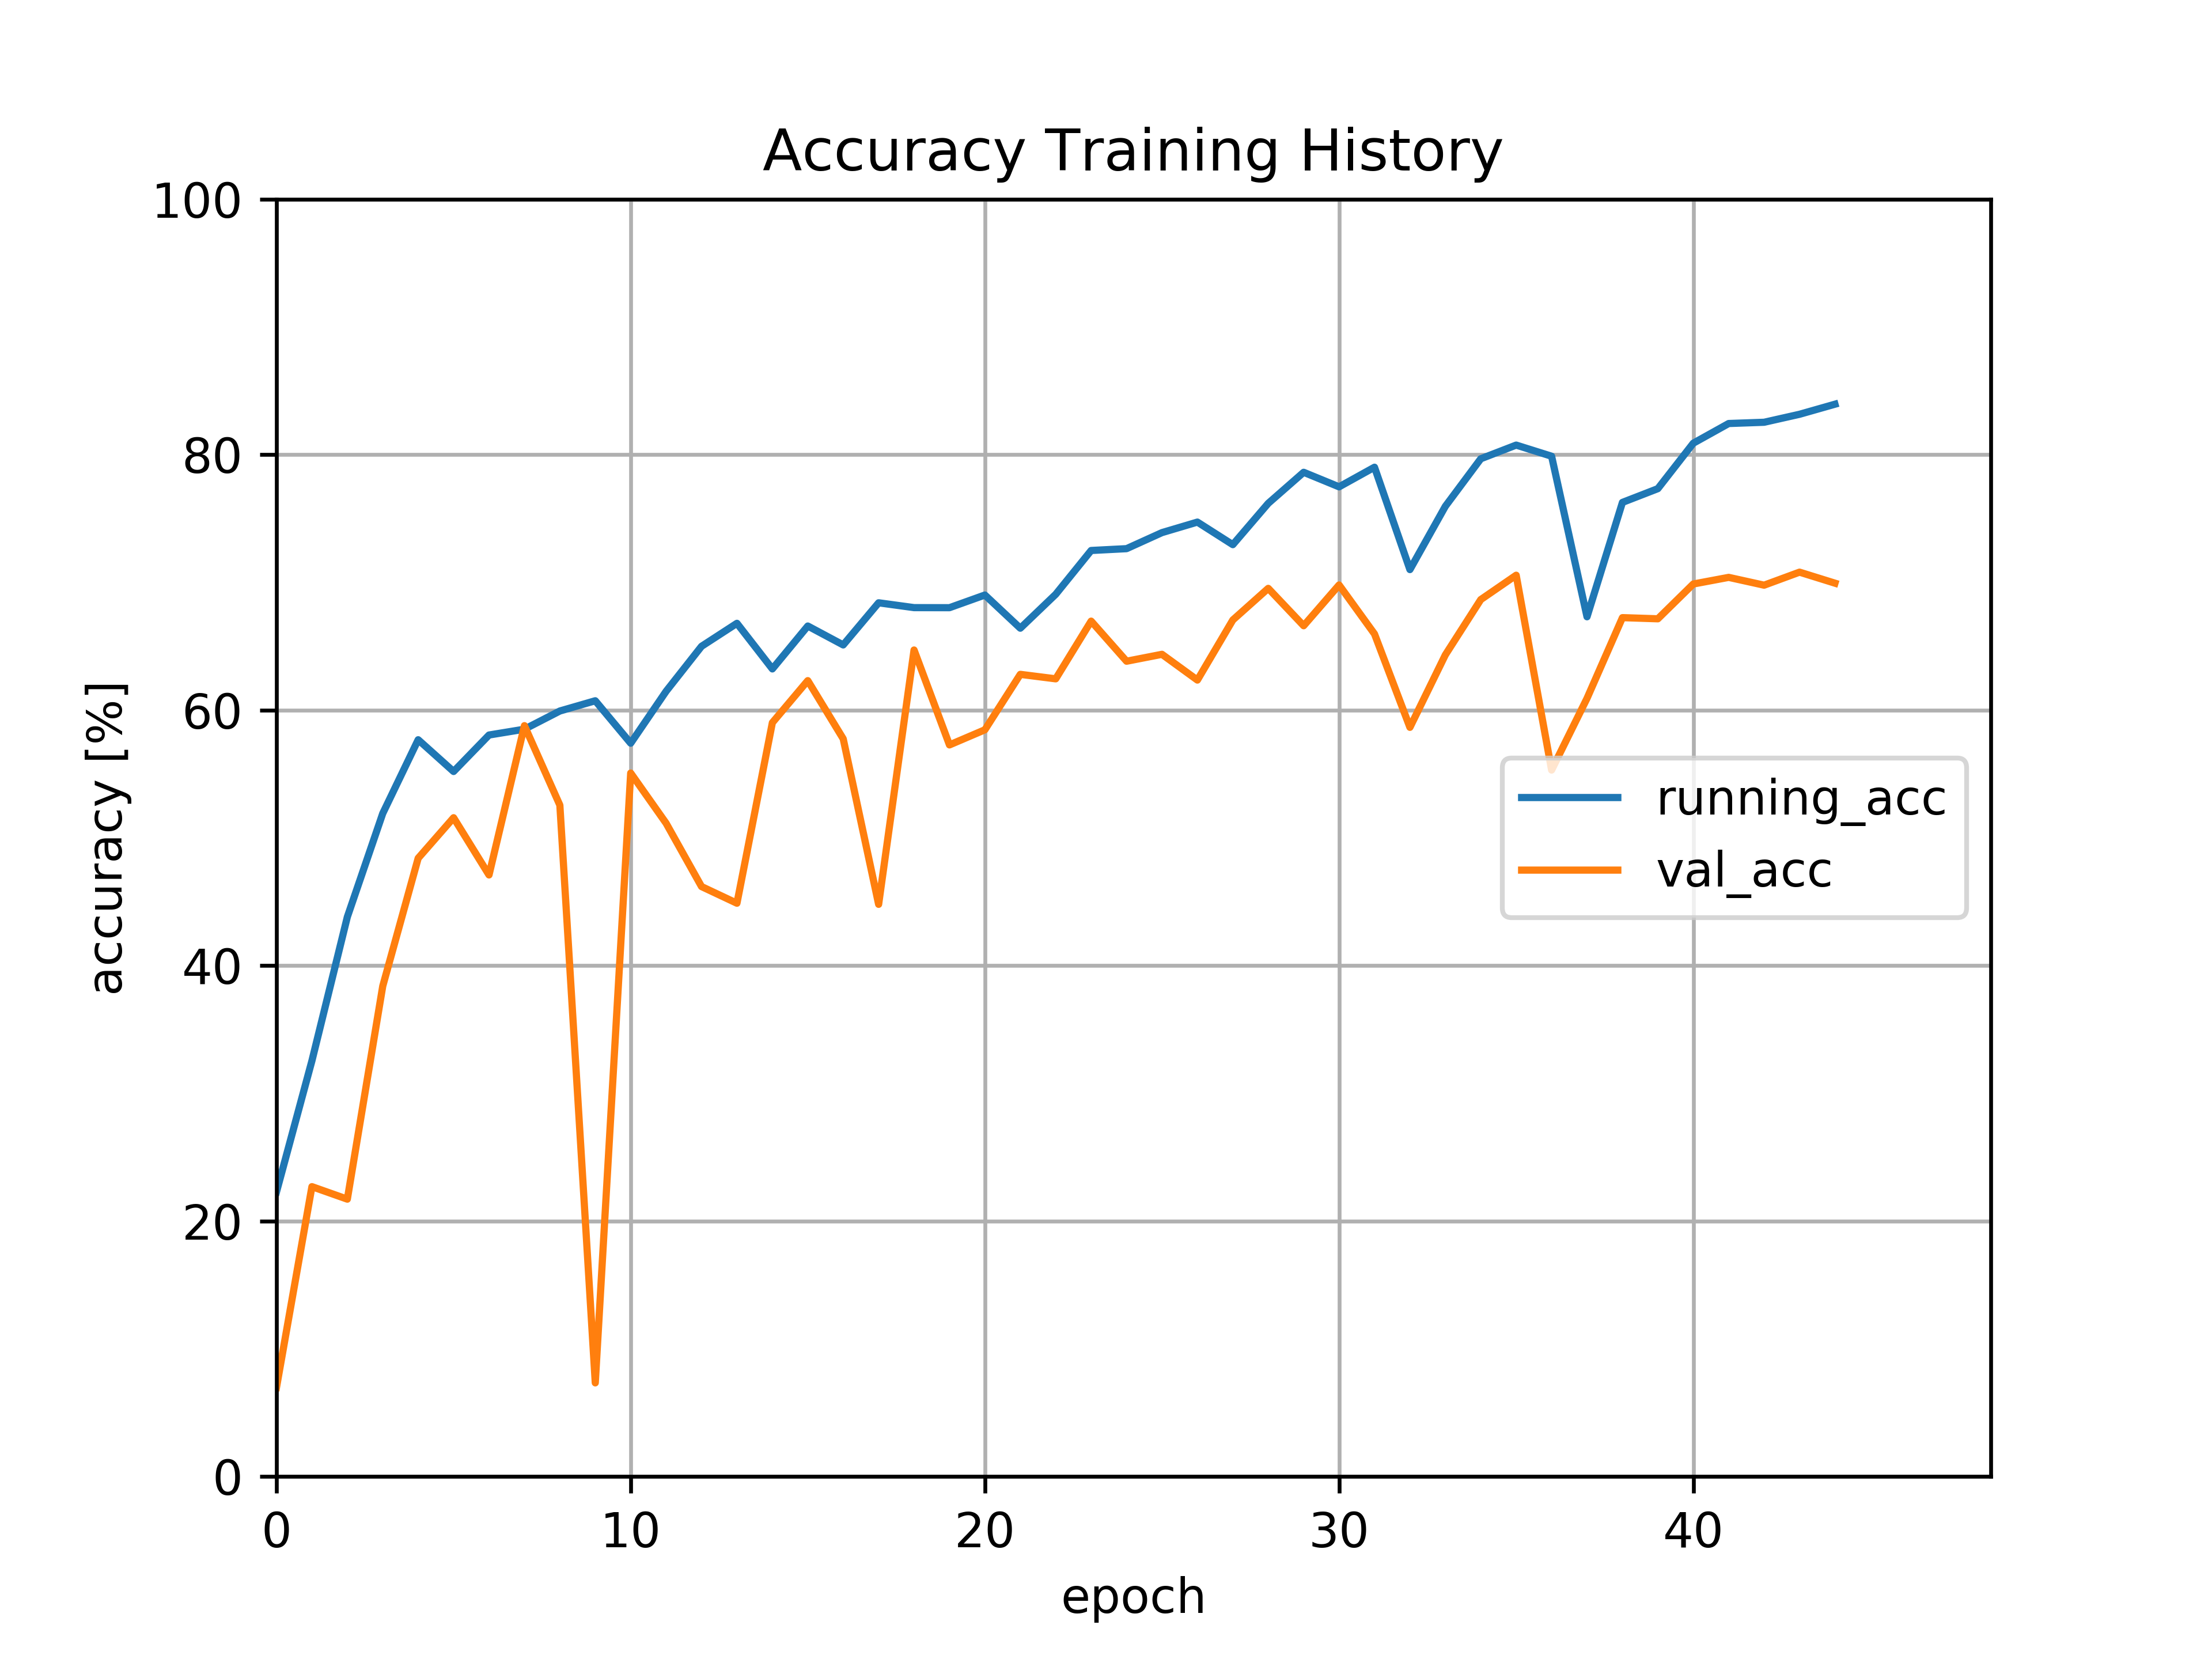 Accuracy Training History
100
80
60
40
20
0
accuracy [%]
running_acc
val_acc
0 10 20 30 40
epoch